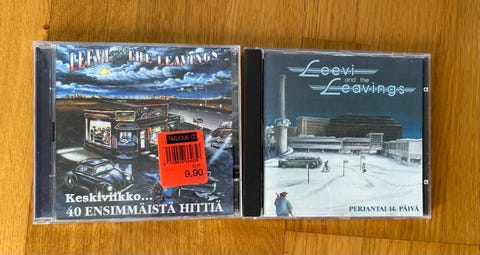 LEEVI AND THE LEAVINGS
TARJOUS CD
EUR
9,90
Keskiviikko...
40 ENSIMMÄISTÄ HITTIÄ
Leevi
and the
Leavings
PERJANTAI 14. PÄIVÄ